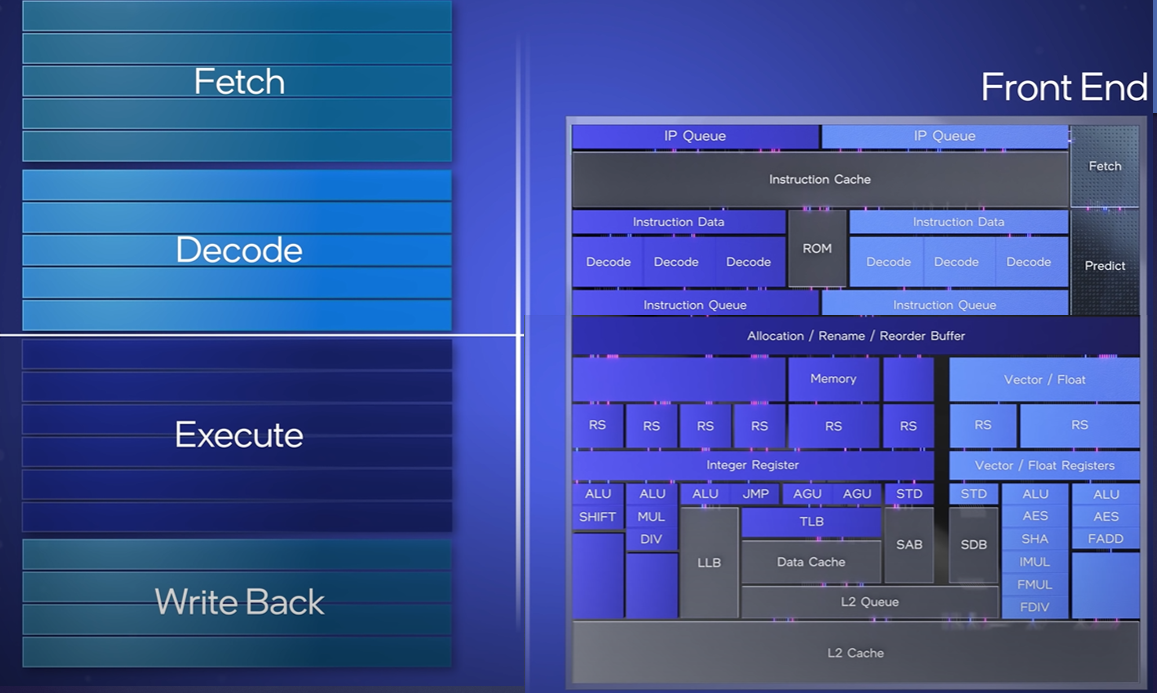 Fetch
Decode
Execute
Write Back
Front End
IP Queue IP Queue
Fetch
Instruction Cache
Instruction Data ROM Instruction Data
Decode Decode Decode Decode Decode Decode Predict
Instruction Queue Instruction Queue
Allocation / Rename / Reorder Buffer
Memory Vector / Float
RS RS RS RS RS RS RS RS
Integer Register Vector / Float Registers
ALU ALU ALU JMP AGU AGU STD STD ALU ALU
SHIFT MUL TLB AES AES
DIV SHA FADD
LLB Data Cache SAB SDB IMUL
FMUL
L2 Queue FDIV
L2 Cache